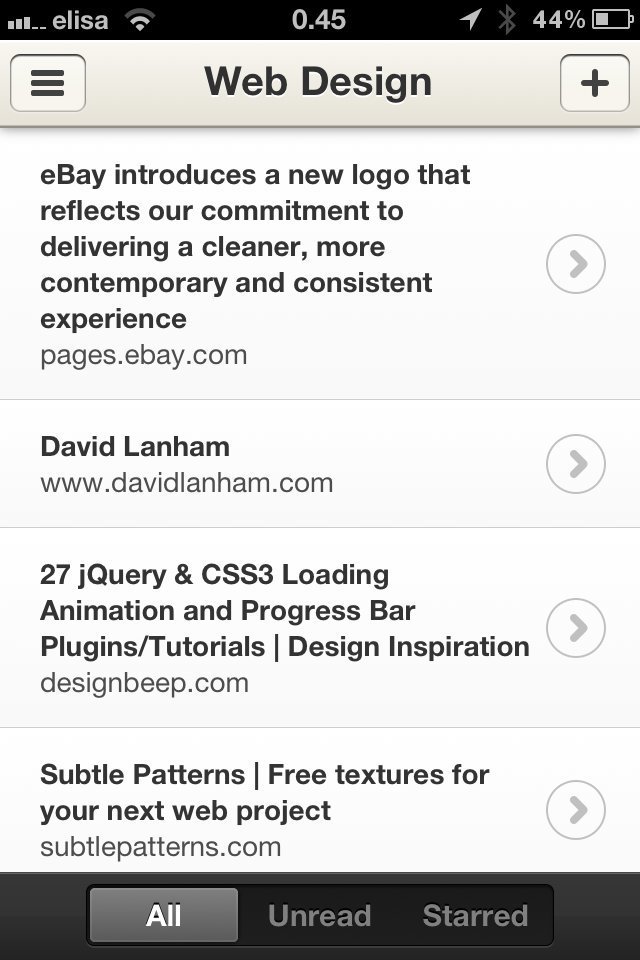 elisa 0.45 44%
Web Design
eBay introduces a new logo that
reflects our commitment to
delivering a cleaner, more
contemporary and consistent
experience
pages.ebay.com
David Lanham
www.davidlanham.com
27 jQuery & CSS3 Loading
Animation and Progress Bar
Plugins/Tutorials | Design Inspiration
designbeep.com
Subtle Patterns | Free textures for
your next web project
subtlepatterns.com
All Unread Starred